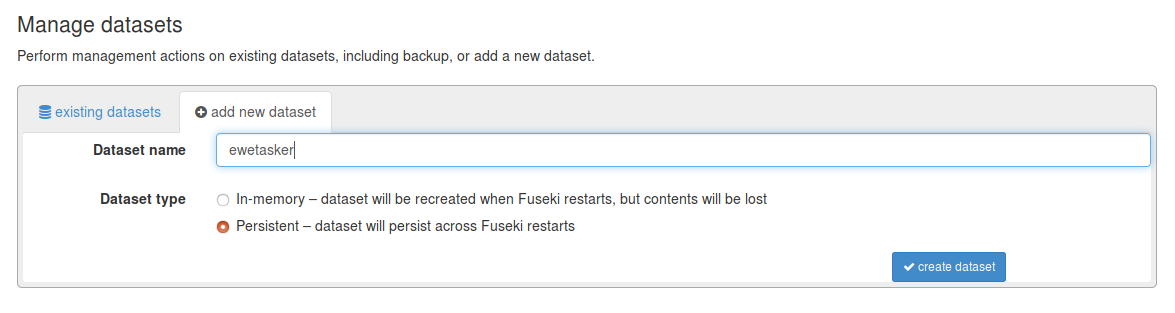 Manage datasets
Perform management actions on existing datasets, including backup, or add a new dataset.
existing datasets
add new dataset
Dataset name
ewetasker
Dataset type
In-memory – dataset will be recreated when Fuseki restarts, but contents will be lost
Persistent – dataset will persist across Fuseki restarts
create dataset